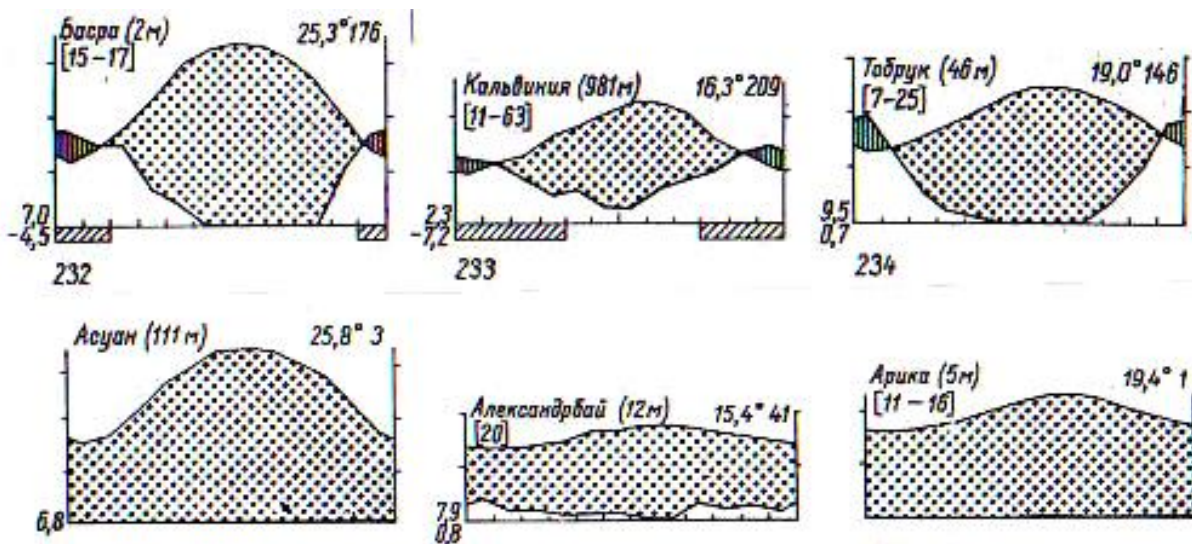 Басра (2м) 25,3° 176
[15-17]
7,0
-4,5
232
Кальвиния (981м) 16,3° 209
[11-63]
2,3
-7,2
233
Тобрук (46м) 19,0° 146
[7-25]
9,5
0,7
234
Асуан (111м) 25,8° 3
6,8
Александрбай (12м) 15,4° 41
[20]
7,9
0,8
Арика (5м) 19,4° 1
[11-16]